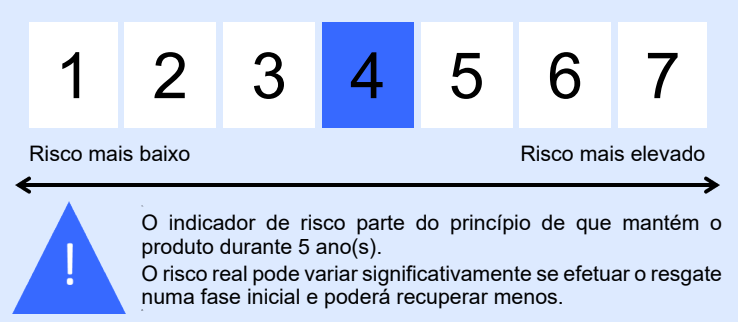 1 2 3 4 5 6 7
Risco mais baixo Risco mais elevado
!
O indicador de risco parte do princípio de que mantém o
produto durante 5 ano(s).
O risco real pode variar significativamente se efetuar o resgate
numa fase inicial e poderá recuperar menos.